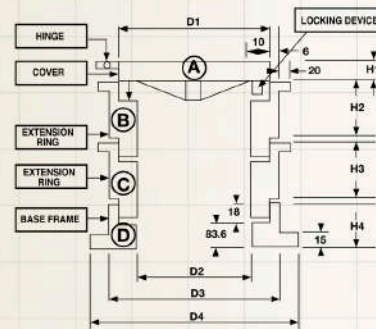 D1
LOCKING DEVICE
HINGE
10
6
COVER
A
20
H1
B
H2
EXTENSION
RING
EXTENSION
RING
C
H3
BASE FRAME
18
D
83.6
15
H4
D2
D3
D4